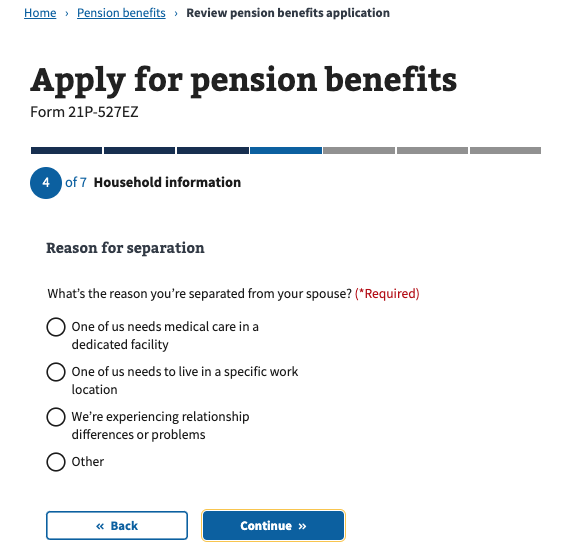 Home › Pension benefits › Review pension benefits application
Apply for pension benefits
Form 21P-527EZ
4 of 7 Household information
Reason for separation
What’s the reason you’re separated from your spouse? (*Required)
One of us needs medical care in a
dedicated facility
One of us needs to live in a specific work
location
We’re experiencing relationship
differences or problems
Other
« Back
Continue »